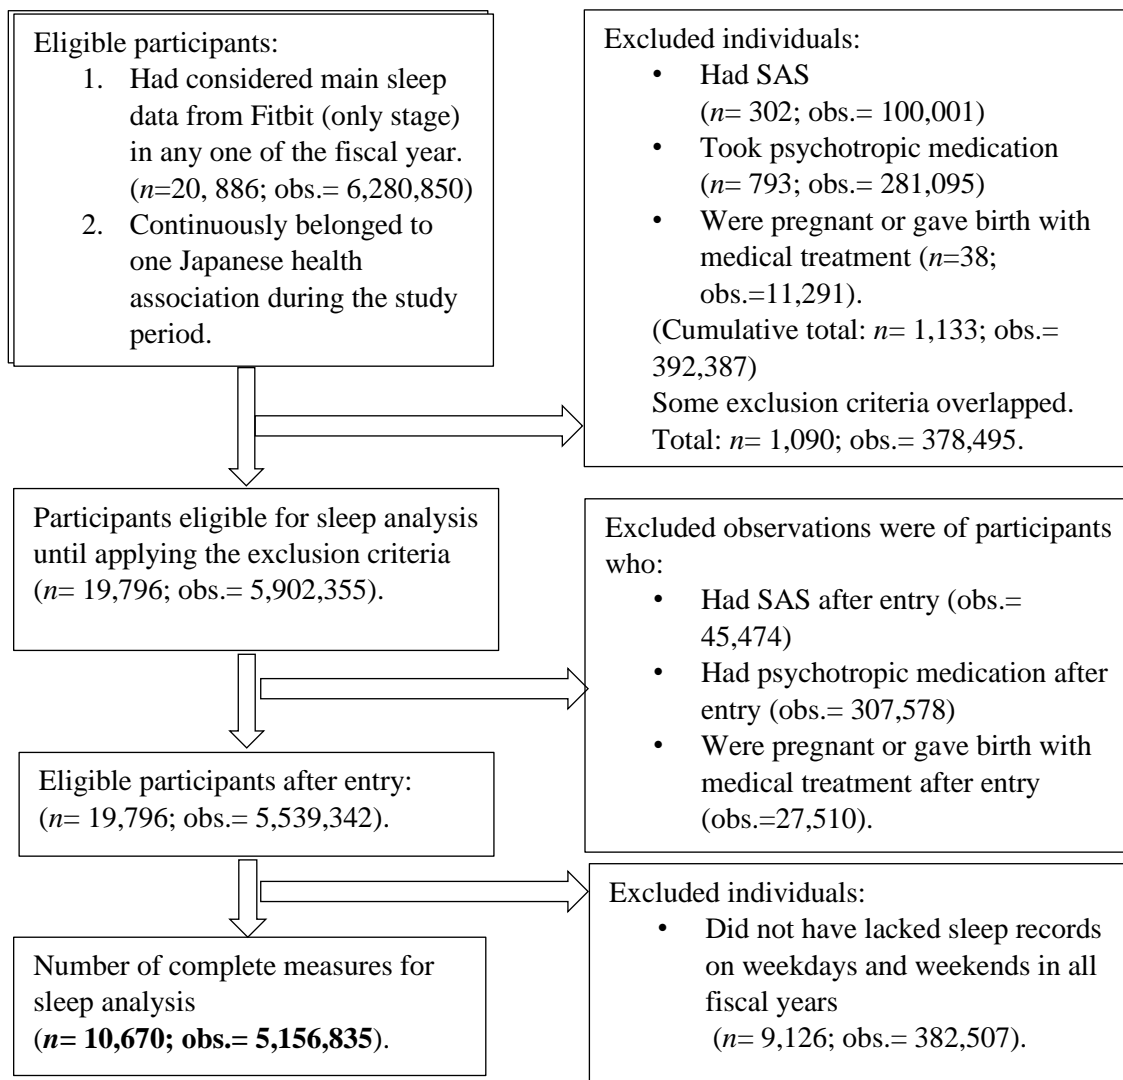 Eligible participants:
1. Had considered main sleep
data from Fitbit (only stage)
in any one of the fiscal year.
(n=20, 886; obs.= 6,280,850)
2. Continuously belonged to
one Japanese health
association during the study
period.
Excluded individuals:
• Had SAS
(n= 302; obs.= 100,001)
• Took psychotropic medication
(n= 793; obs.= 281,095)
• Were pregnant or gave birth with
medical treatment (n=38;
obs.=11,291).
(Cumulative total: n= 1,133; obs.=
392,387)
Some exclusion criteria overlapped.
Total: n= 1,090; obs.= 378,495.
Participants eligible for sleep analysis
until applying the exclusion criteria
(n= 19,796; obs.= 5,902,355).
Excluded observations were of participants
who:
• Had SAS after entry (obs.=
45,474)
• Had psychotropic medication after
entry (obs.= 307,578)
• Were pregnant or gave birth with
medical treatment after entry
(obs.=27,510).
Eligible participants after entry:
(n= 19,796; obs.= 5,539,342).
Excluded individuals:
• Did not have lacked sleep records
on weekdays and weekends in all
fiscal years
(n= 9,126; obs.= 382,507).
Number of complete measures for
sleep analysis
(n= 10,670; obs.= 5,156,835).